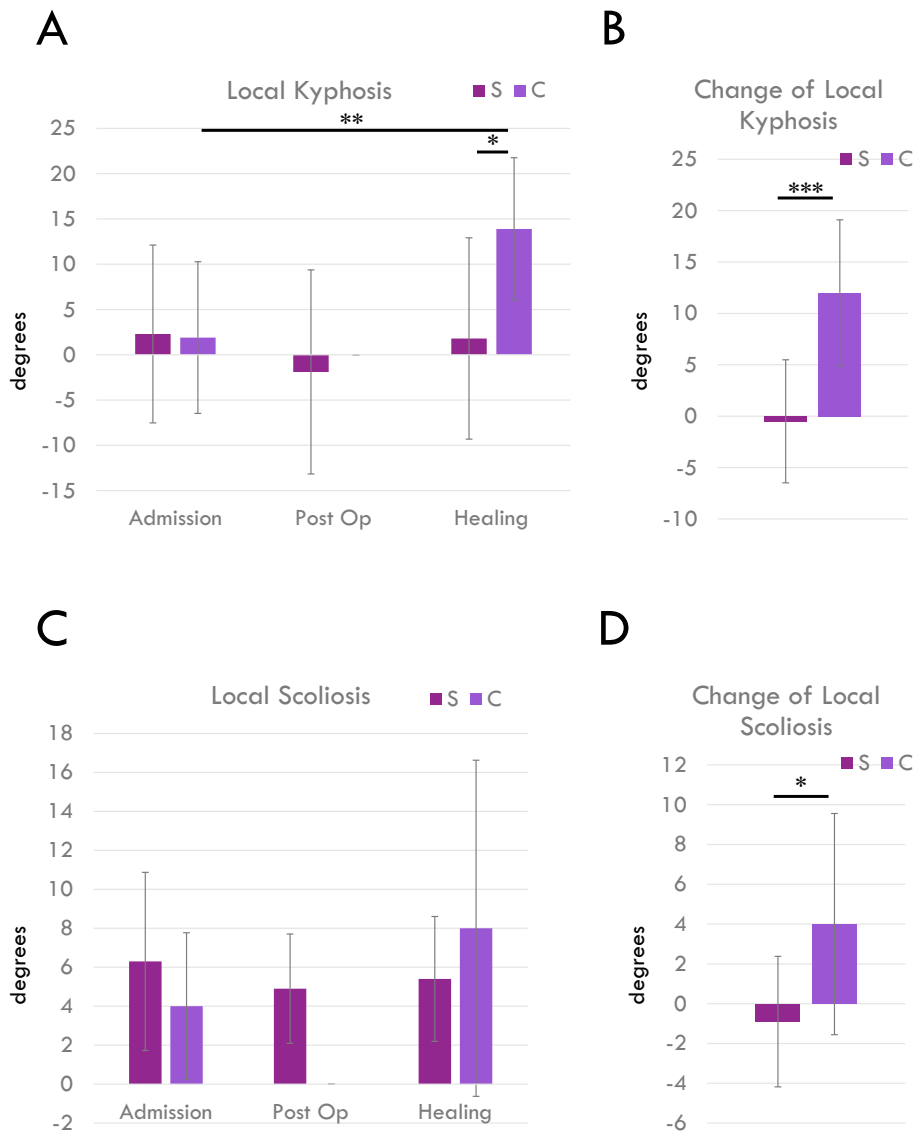 A
Local Kyphosis
S C
25
20
15
10
5
0
-5
-10
-15
degrees
**
*
Admission Post Op Healing
B
Change of Local
Kyphosis
S C
25
20
15
10
5
0
-5
-10
degrees
***
C
Local Scoliosis
S C
18
16
14
12
10
8
6
4
2
0
-2
degrees
Admission Post Op Healing
D
Change of Local
Scoliosis
S C
12
10
8
6
4
2
0
-2
-4
-6
degrees
*